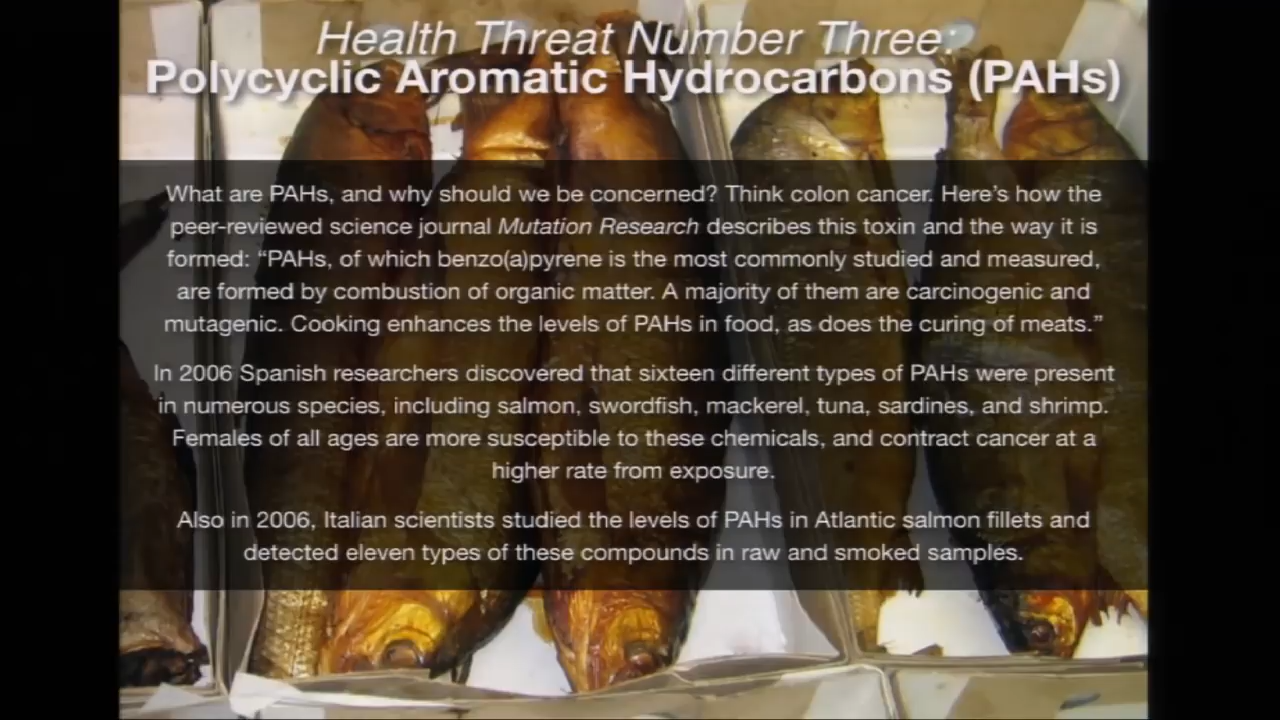 Health Threat Number Three:
Polycyclic Aromatic Hydrocarbons (PAHs)
What are PAHs, and why should we be concerned? Think colon cancer. Here’s how the
peer-reviewed science journal Mutation Research describes this toxin and the way it is
formed: “PAHs, of which benzo(a)pyrene is the most commonly studied and measured,
are formed by combustion of organic matter. A majority of them are carcinogenic and
mutagenic. Cooking enhances the levels of PAHs in food, as does the curing of meats.”
In 2006 Spanish researchers discovered that sixteen different types of PAHs were present
in numerous species, including salmon, swordfish, mackerel, tuna, sardines, and shrimp.
Females of all ages are more susceptible to these chemicals, and contract cancer at a
higher rate from exposure.
Also in 2006, Italian scientists studied the levels of PAHs in Atlantic salmon fillets and
detected eleven types of these compounds in raw and smoked samples.